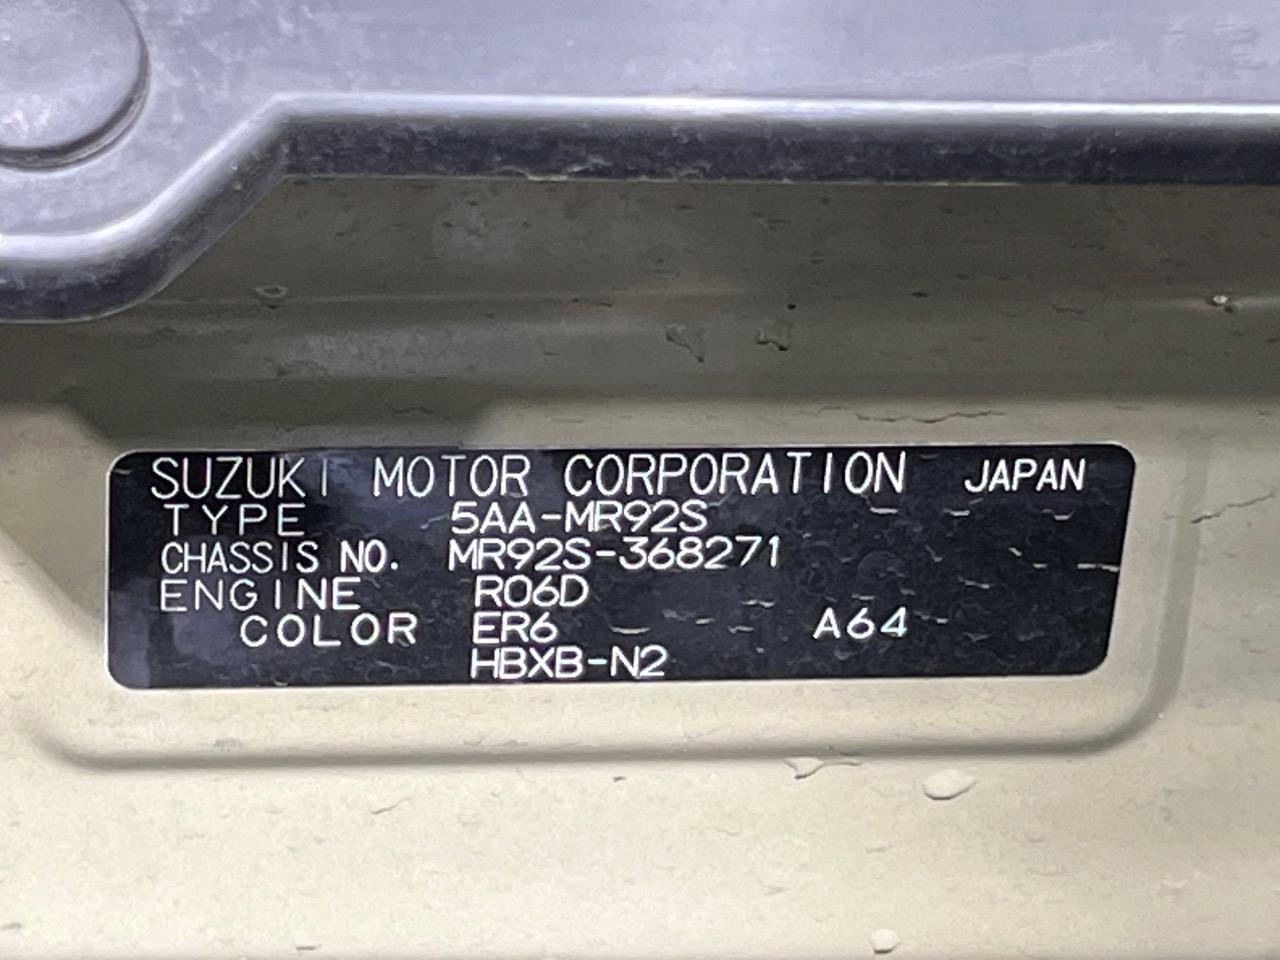 SUZUKI MOTOR CORPORATION JAPAN
TYPE 5AA-MR92S
CHASSIS NO. MR92S-368271
ENGINE R06D
COLOR ER6 A64
HBXB-N2